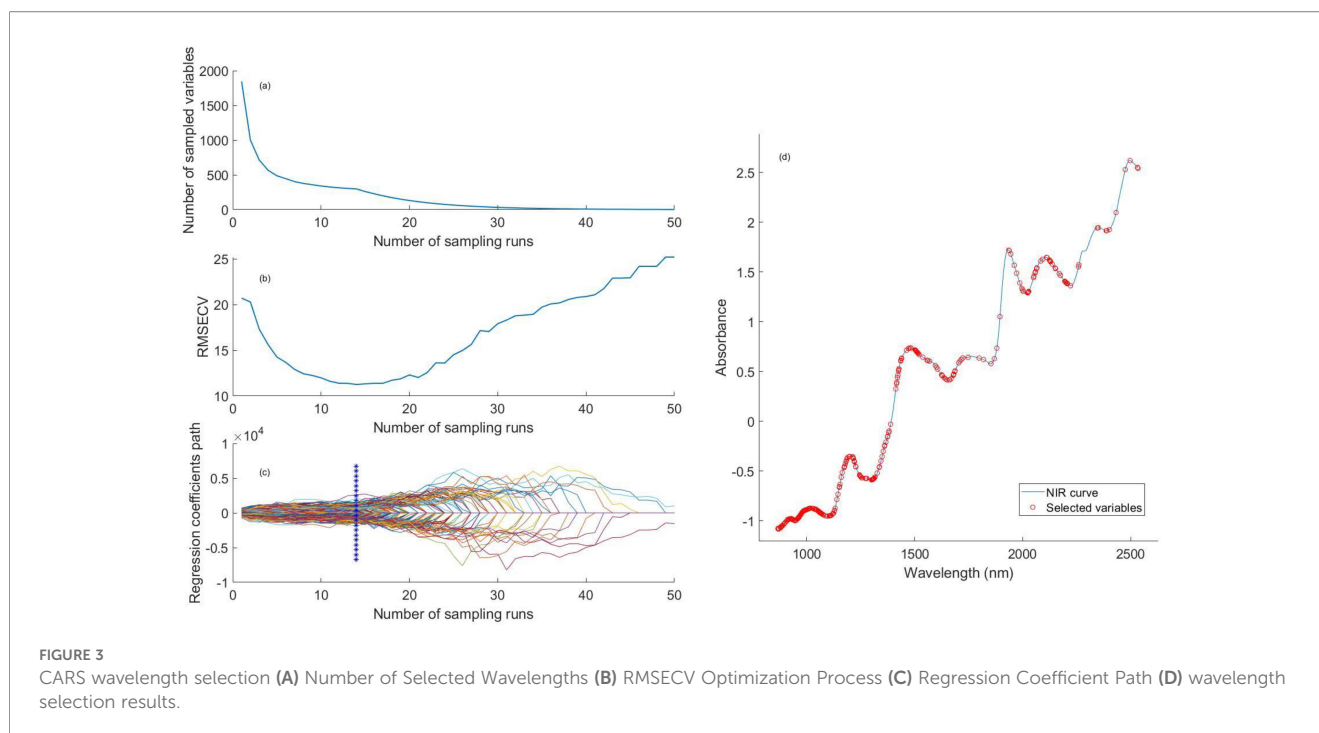 2000
1500
1000
500
0
Number of sampled variables
(a)
0 10 20 30 40 50
Number of sampling runs
25
20
15
10
RMSECV
(b)
0 10 20 30 40 50
Number of sampling runs
×10^4
1
0.5
0
-0.5
-1
Regression coefficients path
(c)
0 10 20 30 40 50
Number of sampling runs
(d)
2.5
2
1.5
1
0.5
0
-0.5
-1
Absorbance
NIR curve
Selected variables
1000 1500 2000 2500
Wavelength (nm)
FIGURE 3
CARS wavelength selection (A) Number of Selected Wavelengths (B) RMSECV Optimization Process (C) Regression Coefficient Path (D) wavelength
selection results.